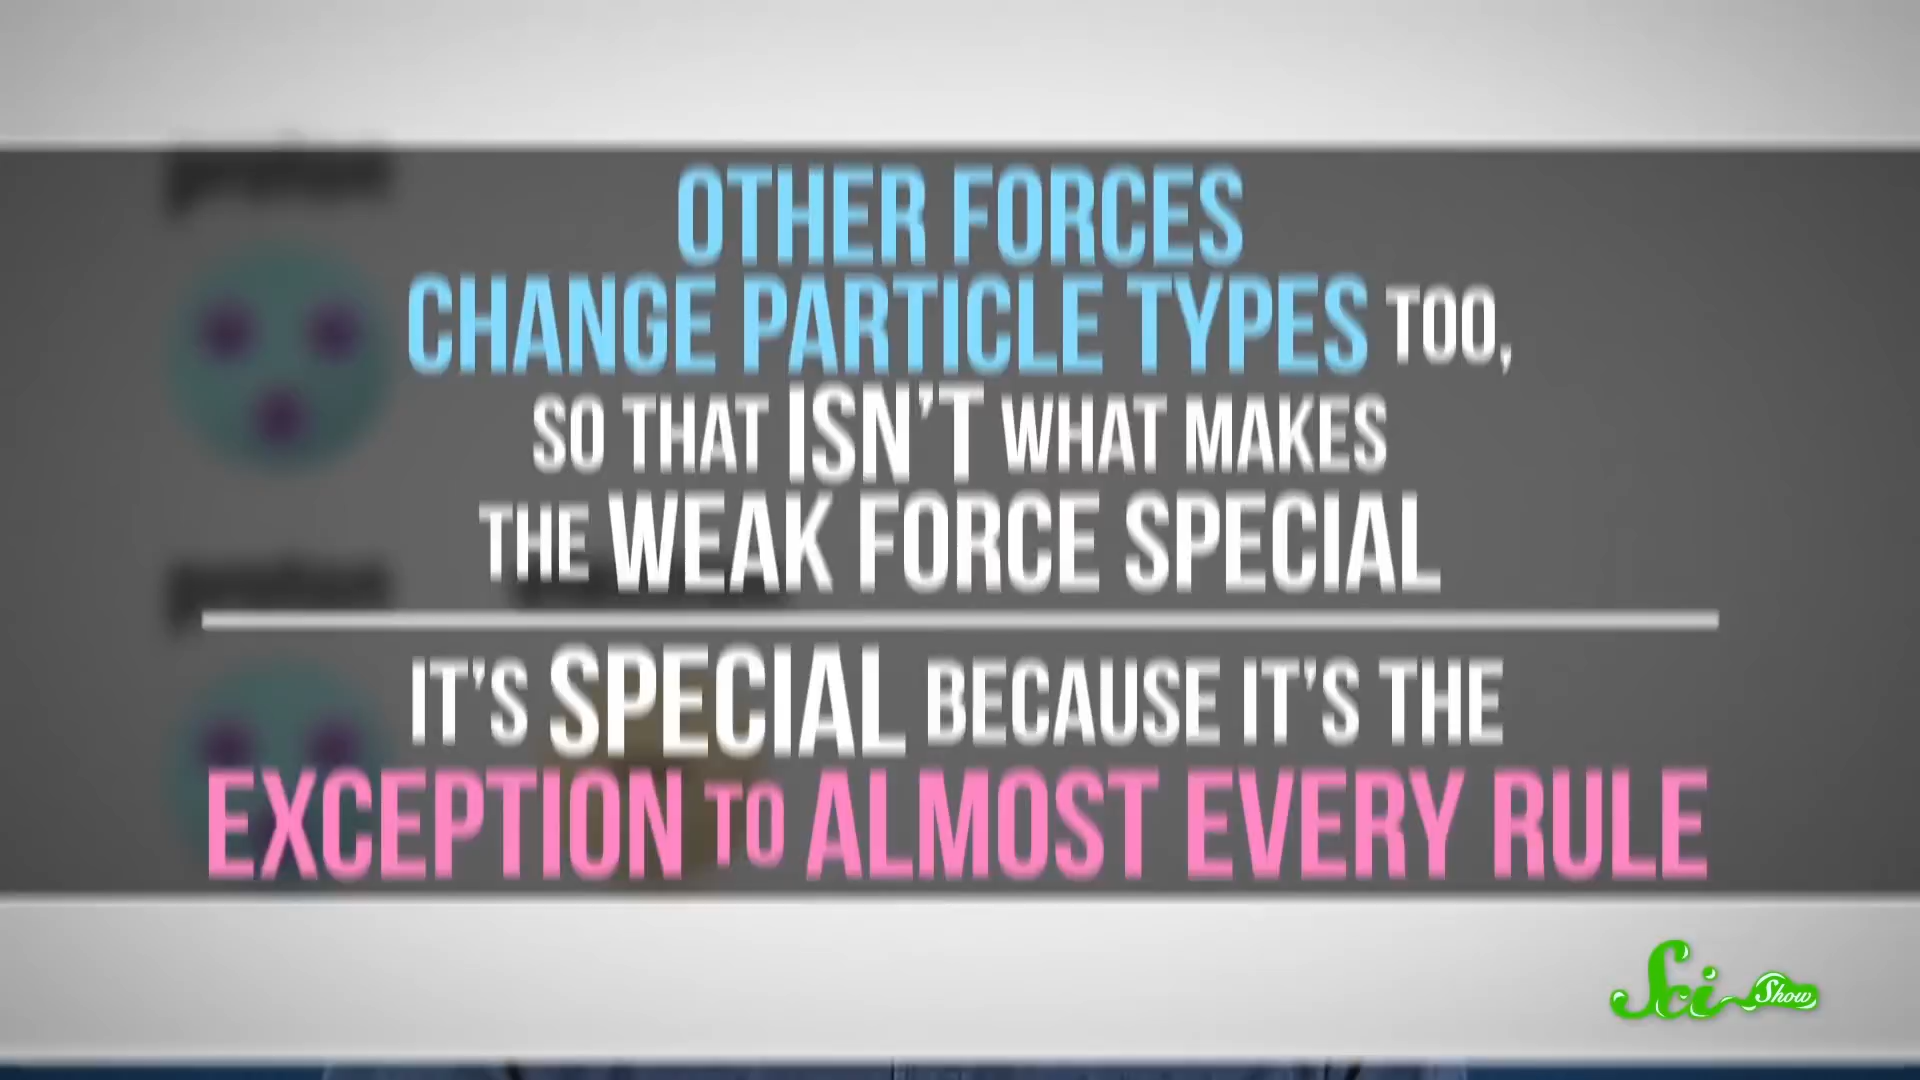 OTHER FORCES
CHANGE PARTICLE TYPES TOO,
SO THAT ISN'T WHAT MAKES
THE WEAK FORCE SPECIAL
IT'S SPECIAL BECAUSE IT'S THE
EXCEPTION TO ALMOST EVERY RULE
Sci Show